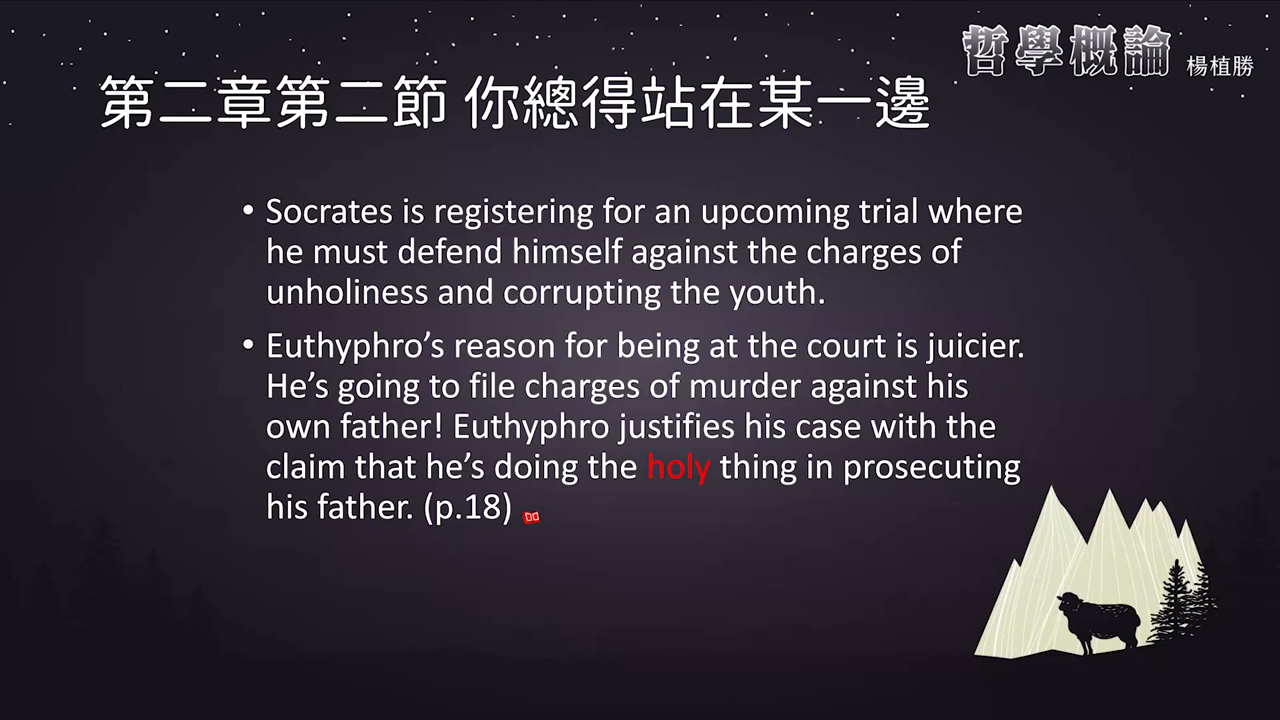 哲學概論 楊植勝
第二章第二節 你總得站在某一邊
• Socrates is registering for an upcoming trial where
he must defend himself against the charges of
unholiness and corrupting the youth.
• Euthyphro’s reason for being at the court is juicier.
He’s going to file charges of murder against his
own father! Euthyphro justifies his case with the
claim that he’s doing the holy thing in prosecuting
his father. (p.18)